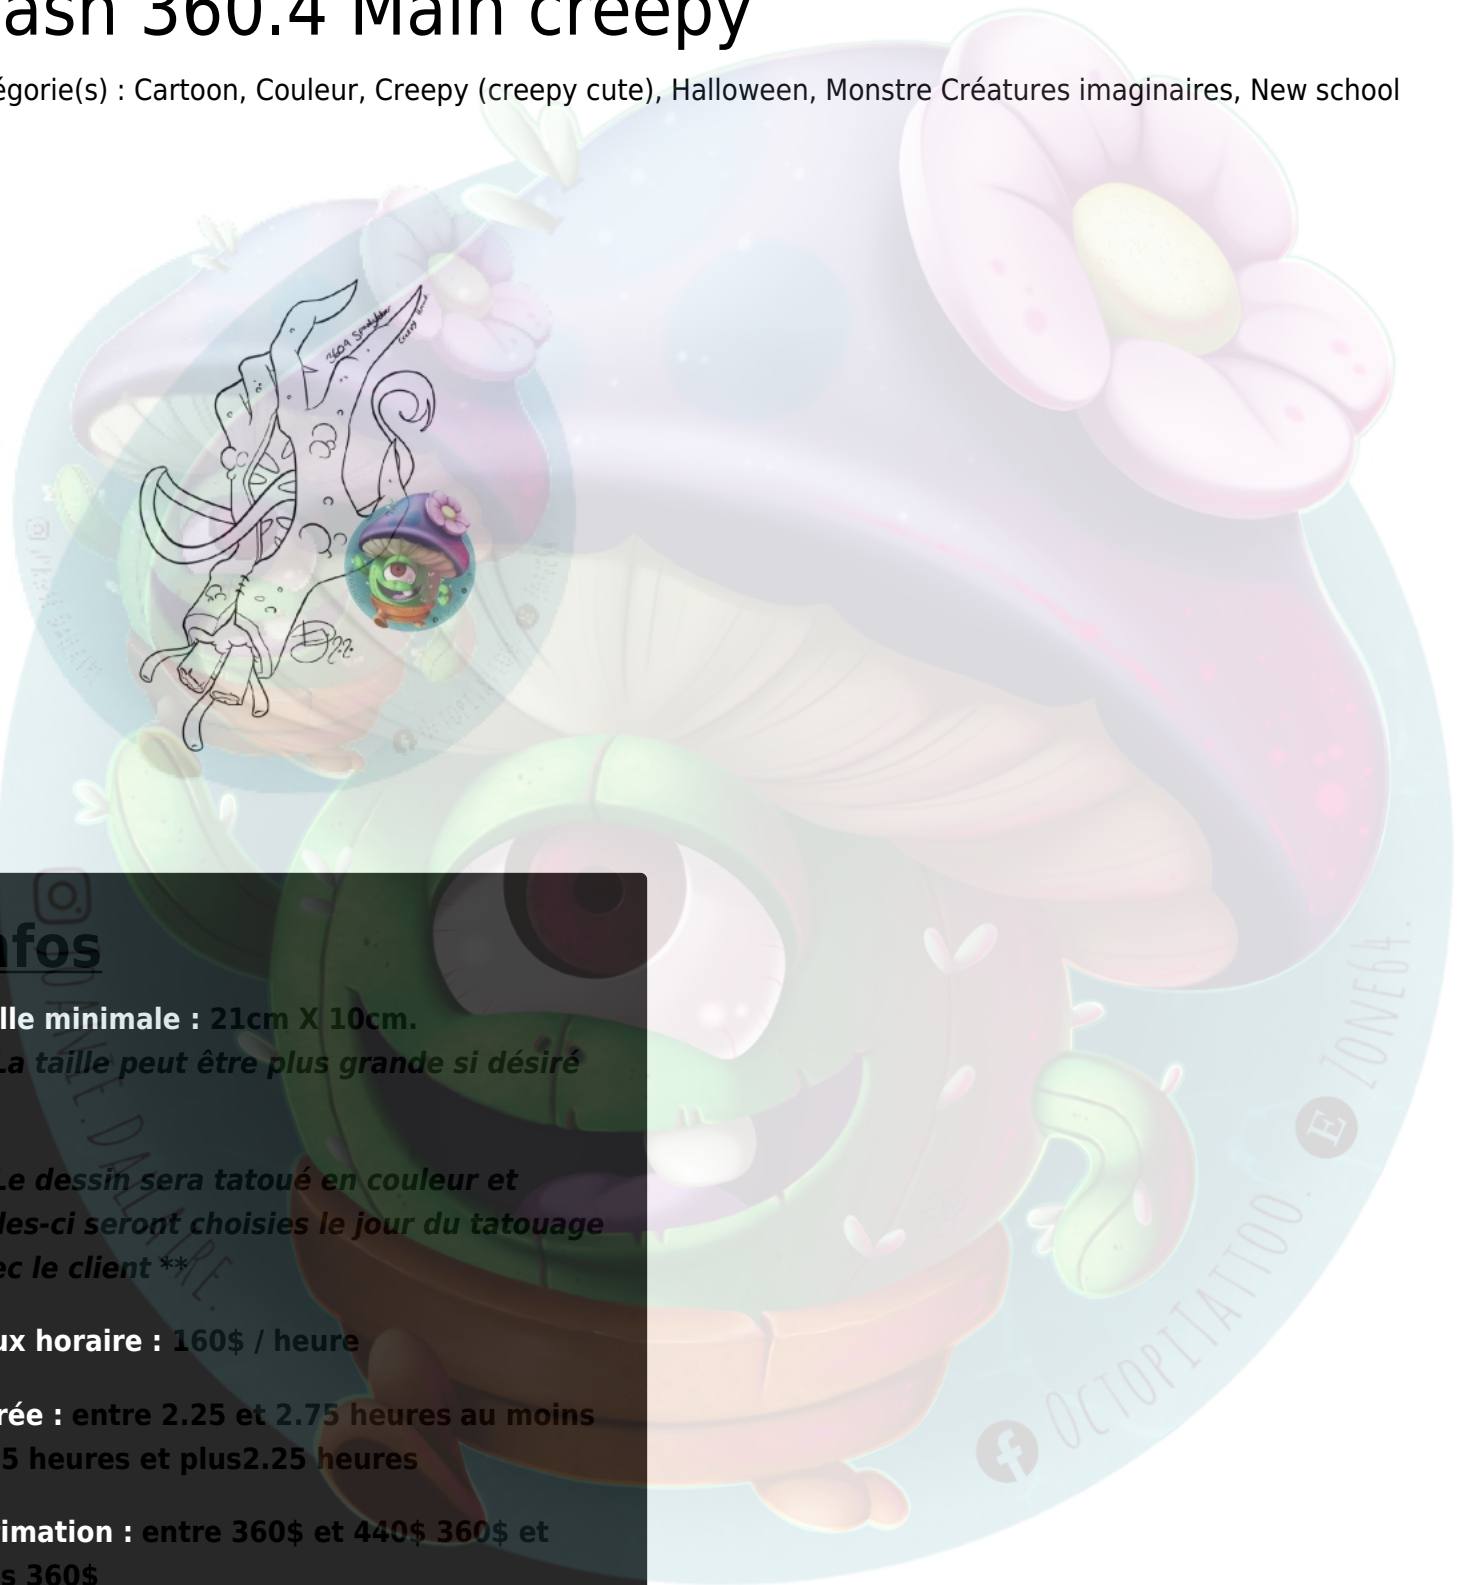 ash 360.4 Main creepy
égorie(s) : Cartoon, Couleur, Creepy (creepy cute), Halloween, Monstre Créatures imaginaires, New school
nfos
lle minimale : 21cm X 10cm.
La taille peut être plus grande si désiré
Le dessin sera tatoué en couleur et
les-ci seront choisies le jour du tatouage
ec le client **
ux horaire : 160$ / heure
rée : entre 2.25 et 2.75 heures au moins
5 heures et plus2.25 heures
imation : entre 360$ et 440$ 360$ et
s 360$
DALLAIRE.
OCTOPITATTOO.
E ZONE64.